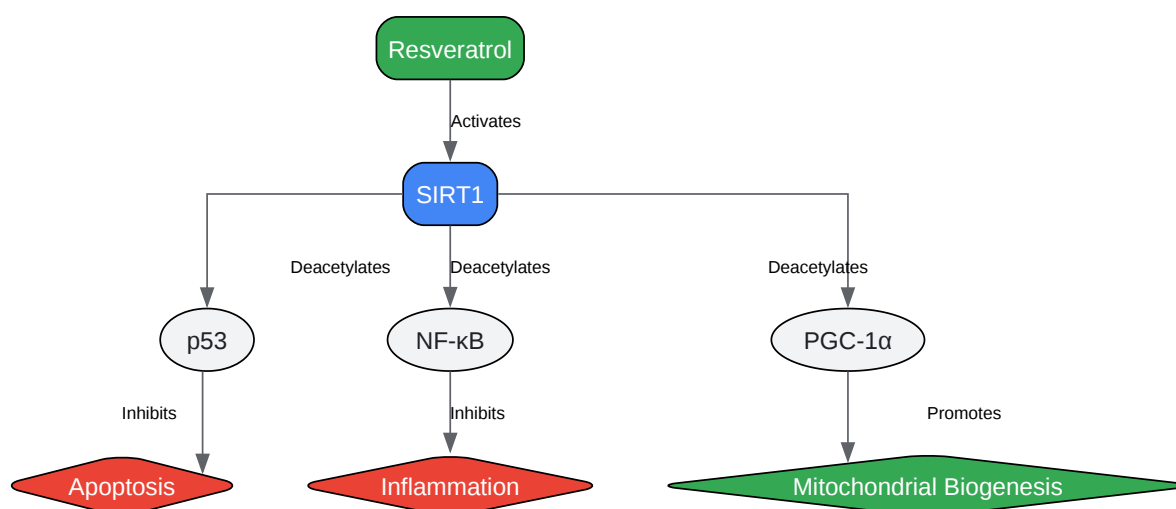 Resveratrol
Activates
SIRT1
Deacetylates
Deacetylates
Deacetylates
p53
NF-κB
PGC-1α
Inhibits
Inhibits
Promotes
Apoptosis
Inflammation
Mitochondrial Biogenesis